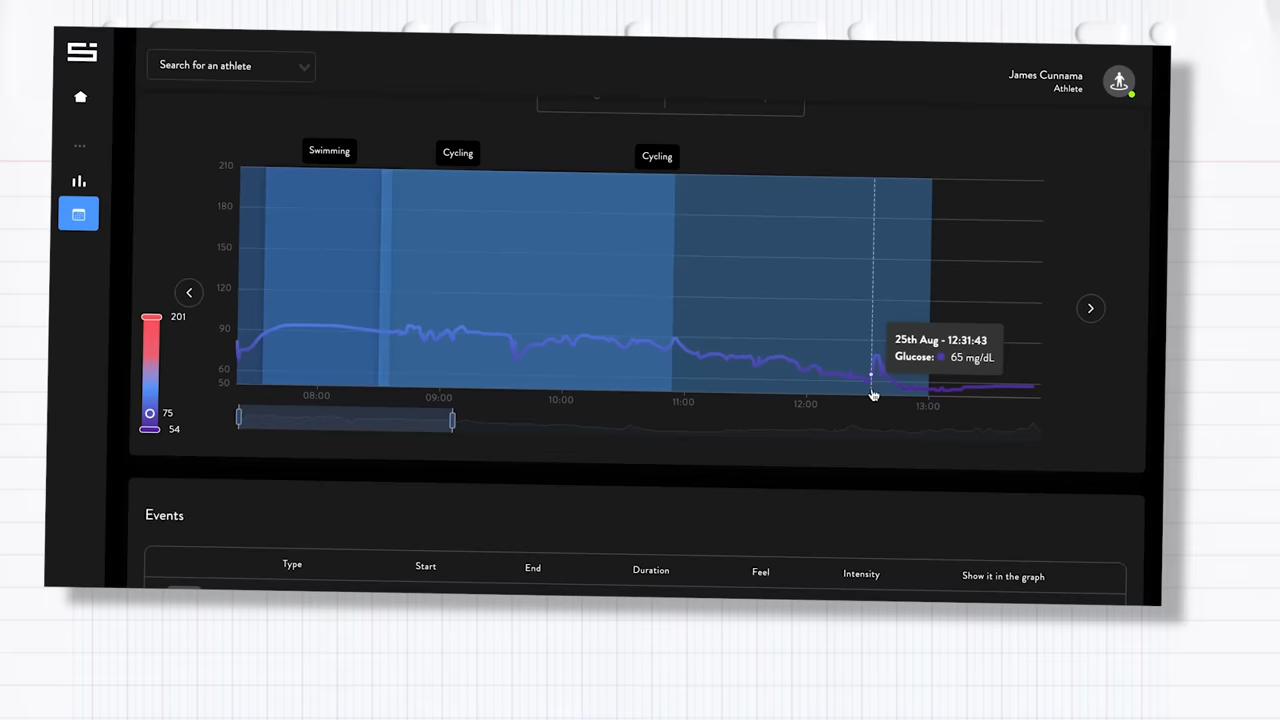 Search for an athlete
James Cunnama
Athlete
Swimming
Cycling
Cycling
210
180
150
120
90
60
50
201
75
54
25th Aug - 12:31:43
Glucose: 65 mg/dL
08:00
09:00
10:00
11:00
12:00
13:00
Events
Type Start End Duration Feel Intensity Show it in the graph